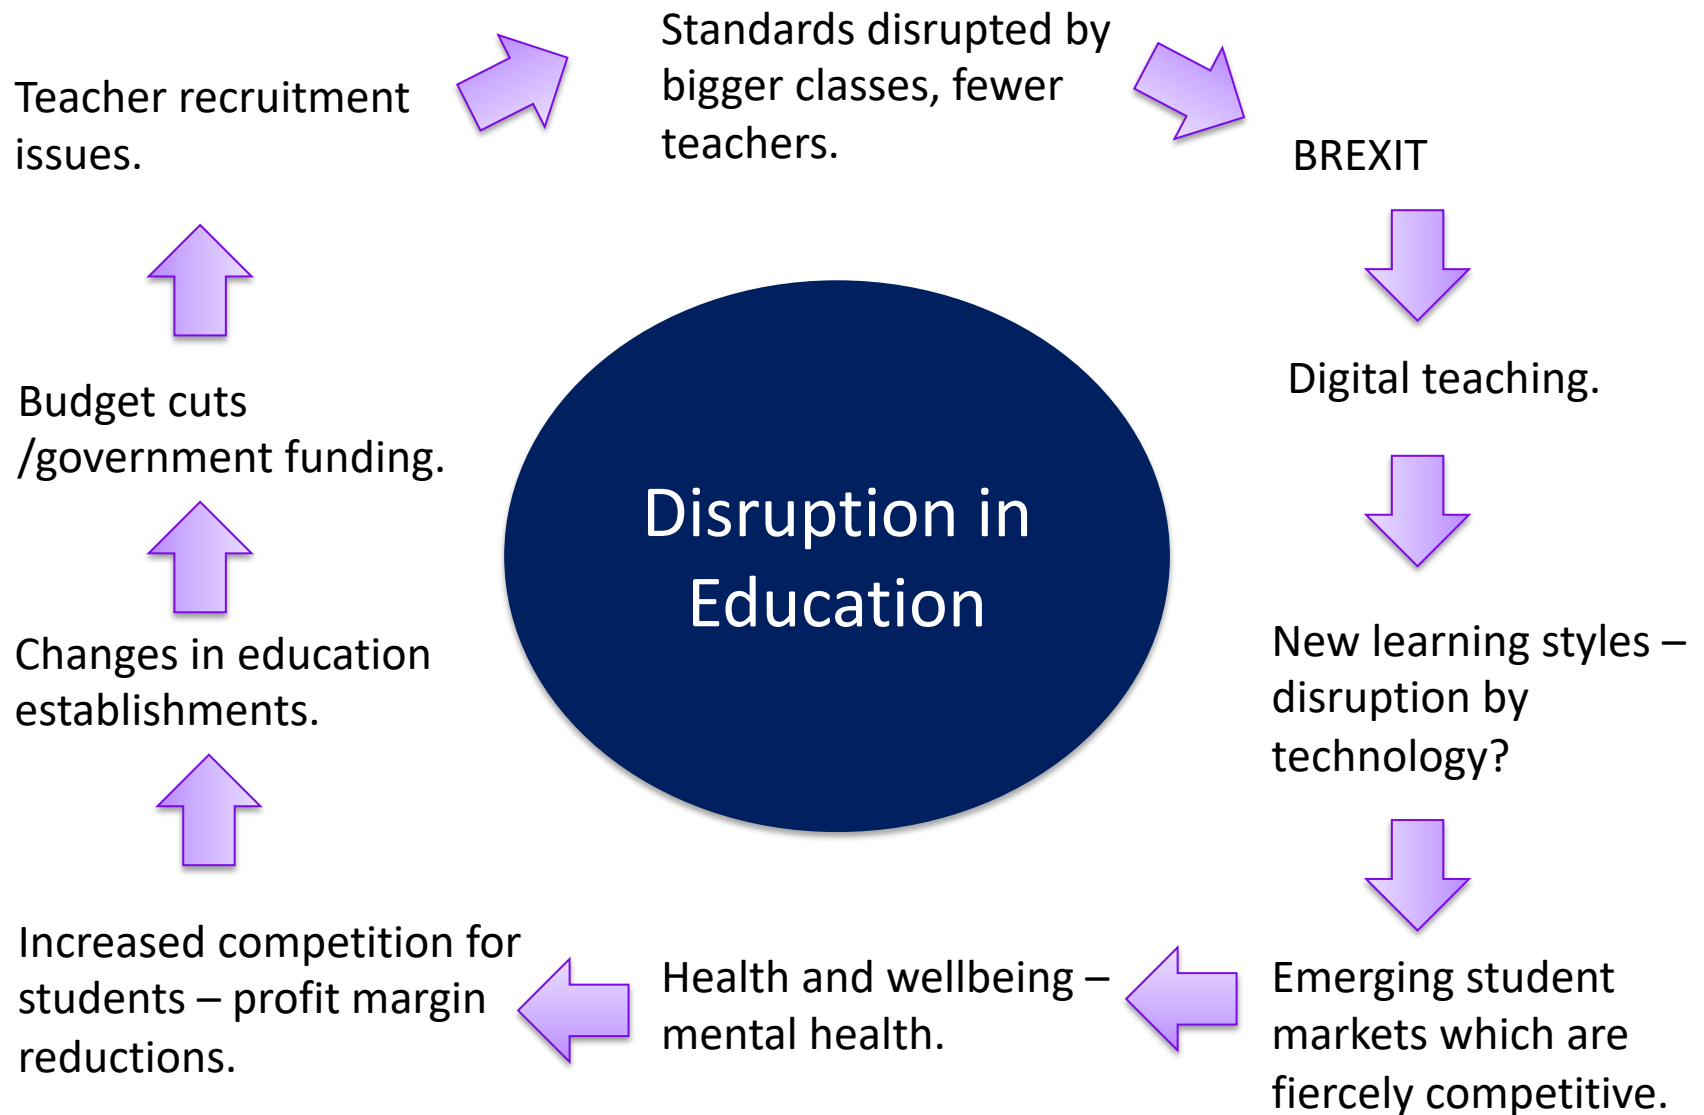 Teacher recruitment
issues.
Standards disrupted by
bigger classes, fewer
teachers.
BREXIT
Digital teaching.
New learning styles –
disruption by
technology?
Emerging student
markets which are
fiercely competitive.
Health and wellbeing –
mental health.
Increased competition for
students – profit margin
reductions.
Changes in education
establishments.
Budget cuts
/government funding.
Disruption in
Education